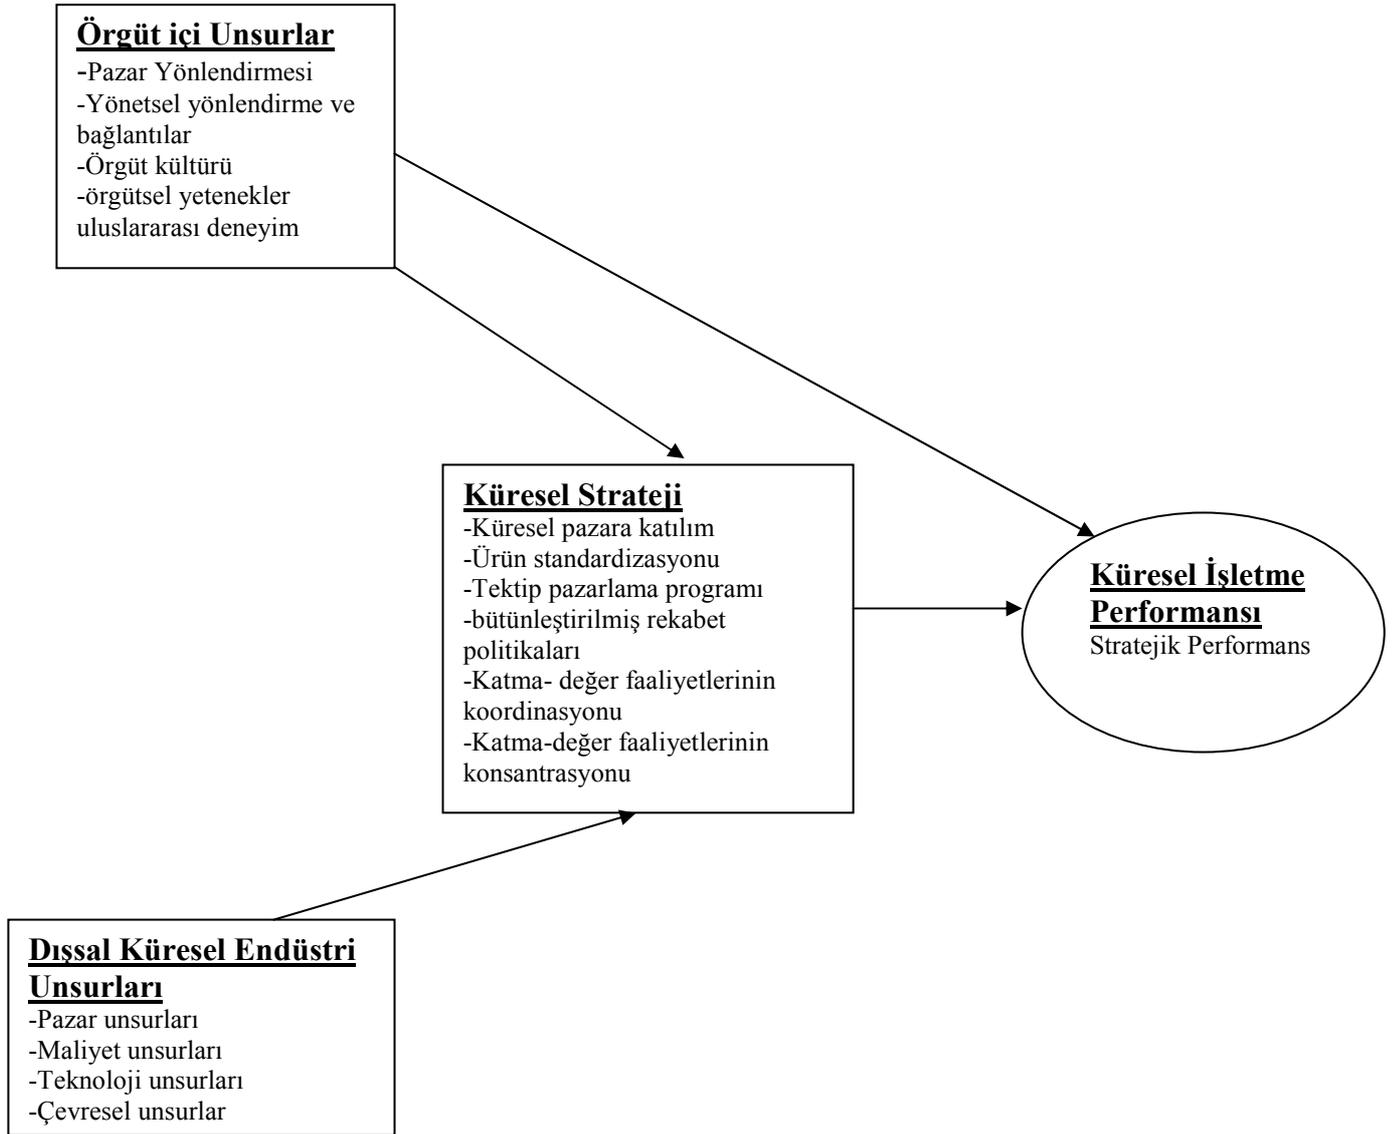 Örgüt içi Unsurlar
-Pazar Yönlendirmesi
-Yönetsel yönlendirme ve
bağlantılar
-Örgüt kültürü
-örgütsel yetenekler
uluslararası deneyim
Küresel Strateji
-Küresel pazara katılım
-Ürün standardizasyonu
-Tektip pazarlama programı
-bütünleştirilmiş rekabet
politikaları
-Katma- değer faaliyetlerinin
koordinasyonu
-Katma-değer faaliyetlerinin
konsantrasyonu
Küresel İşletme
Performansı
Stratejik Performans
Dışsal Küresel Endüstri
Unsurları
-Pazar unsurları
-Maliyet unsurları
-Teknoloji unsurları
-Çevresel unsurlar